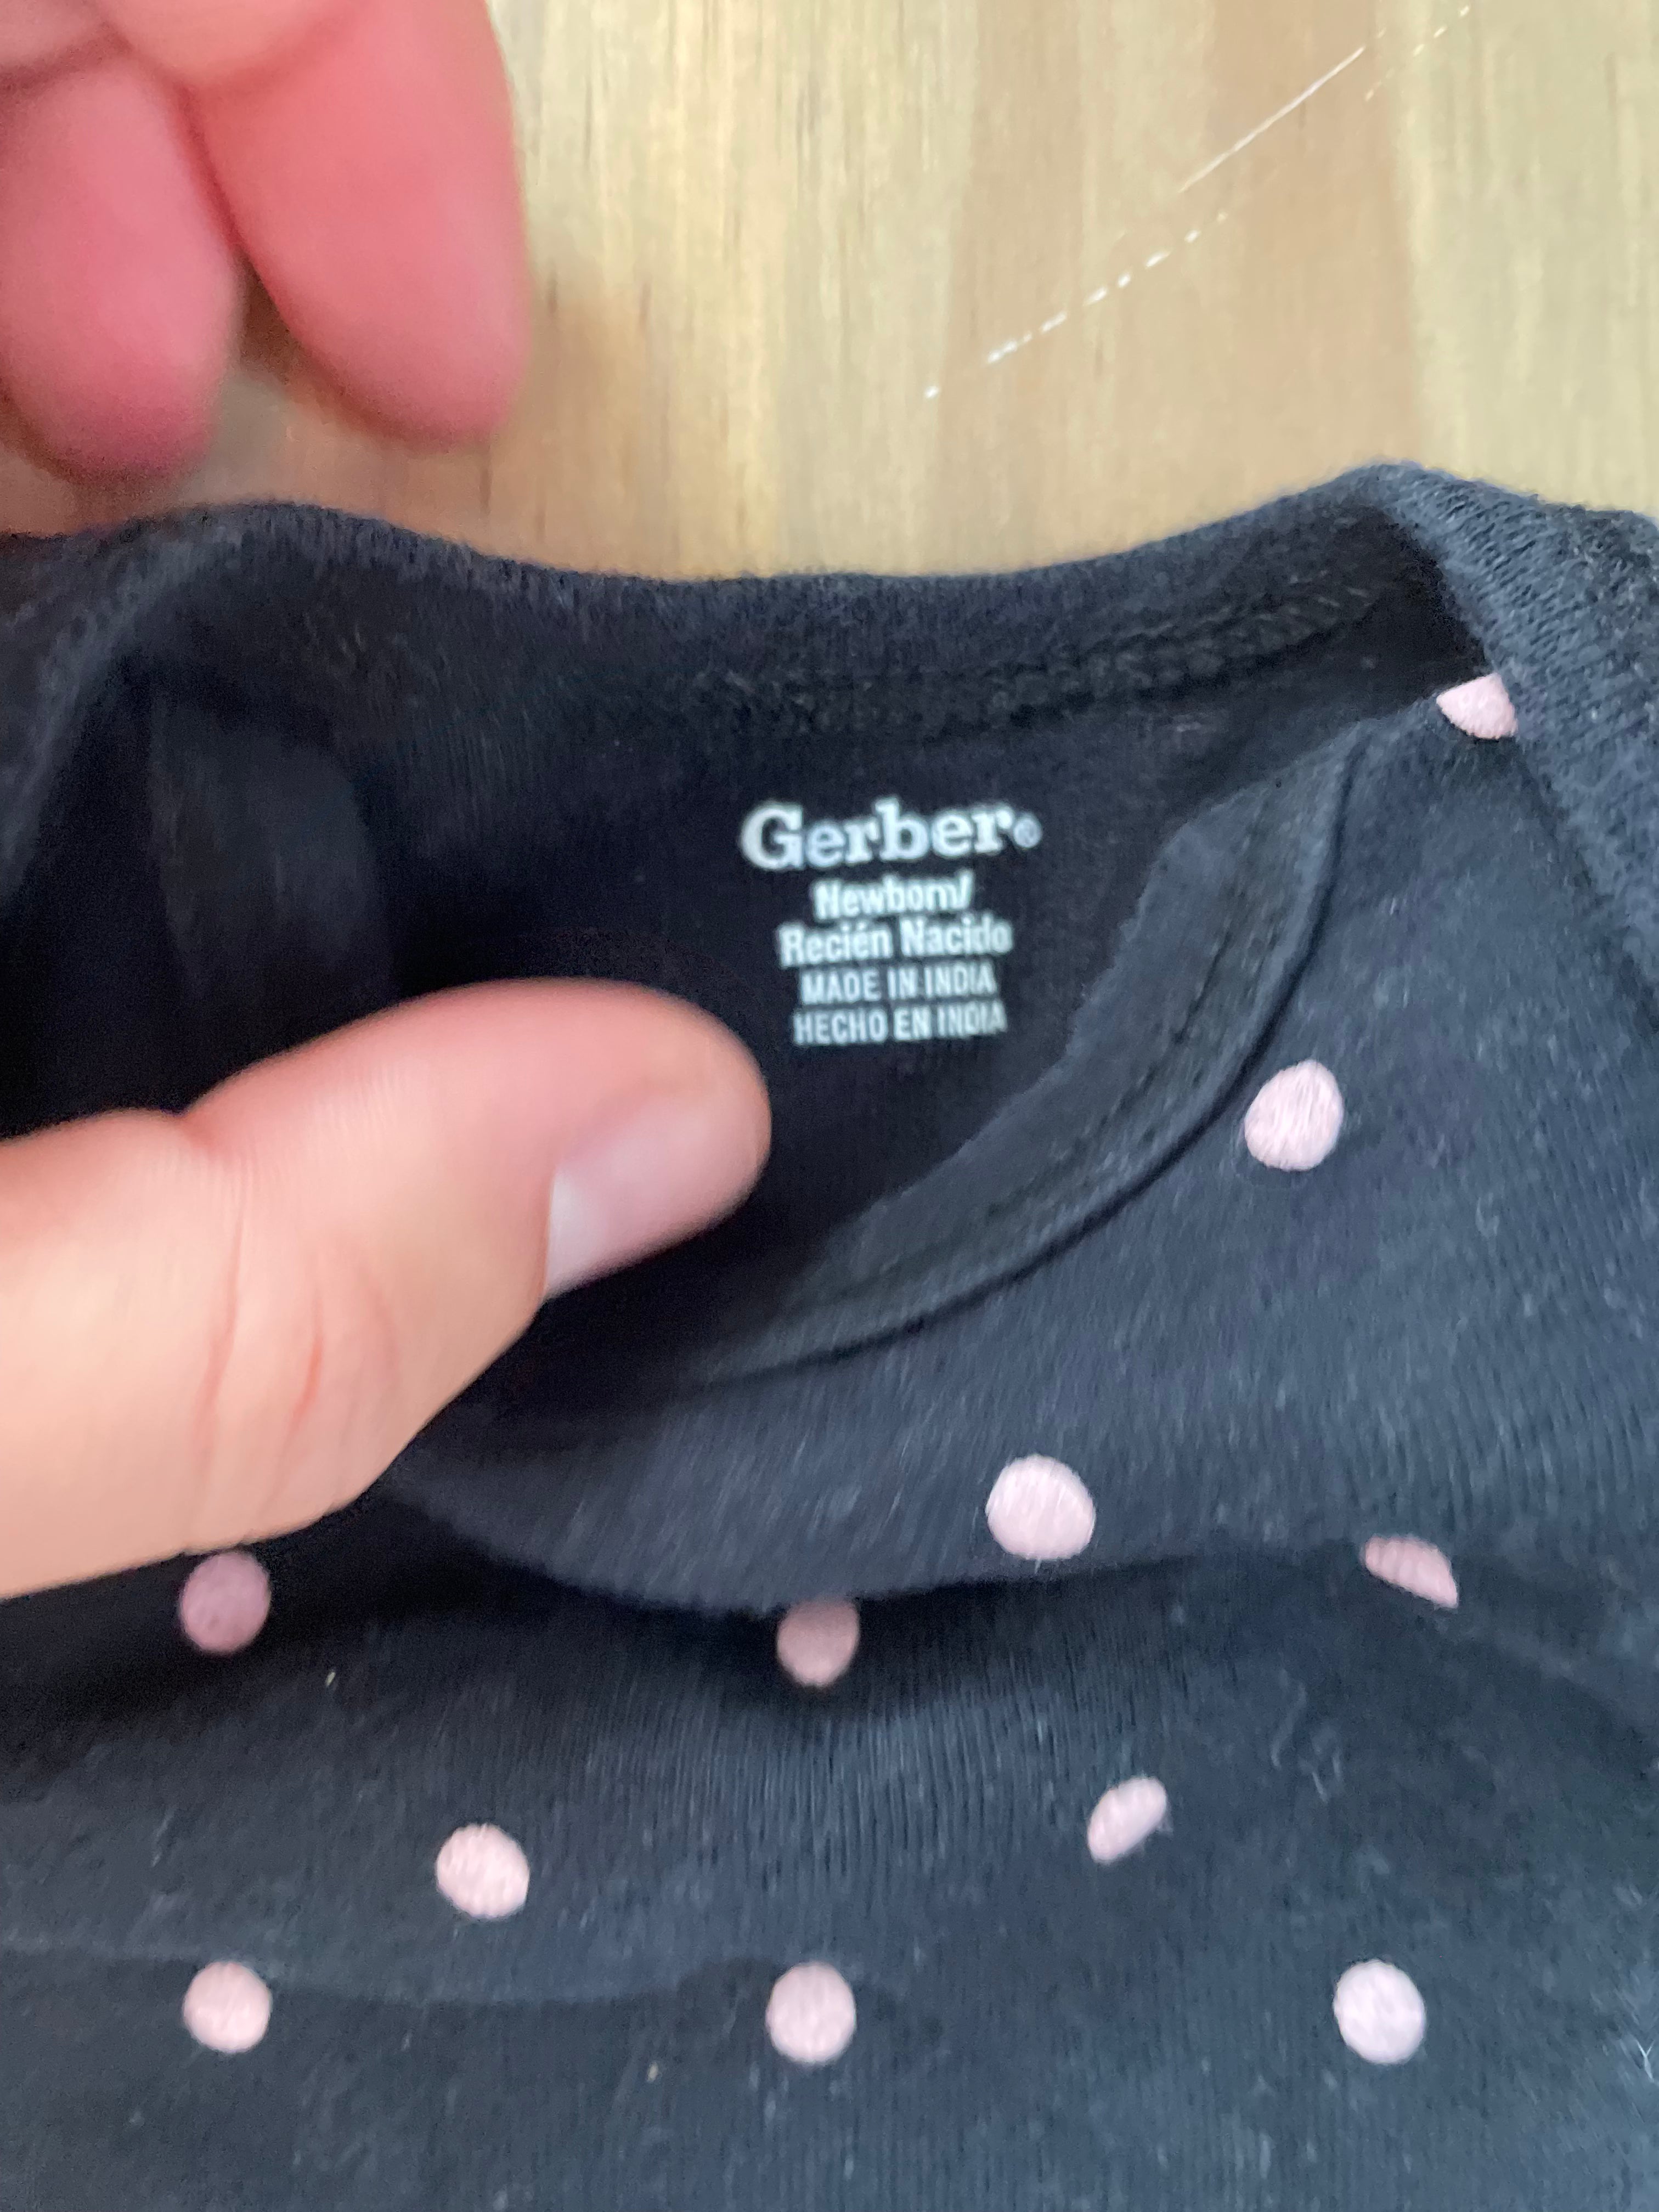 Gerber®
Newborn/
Recién Nacido
MADE IN INDIA
HECHO EN INDIA